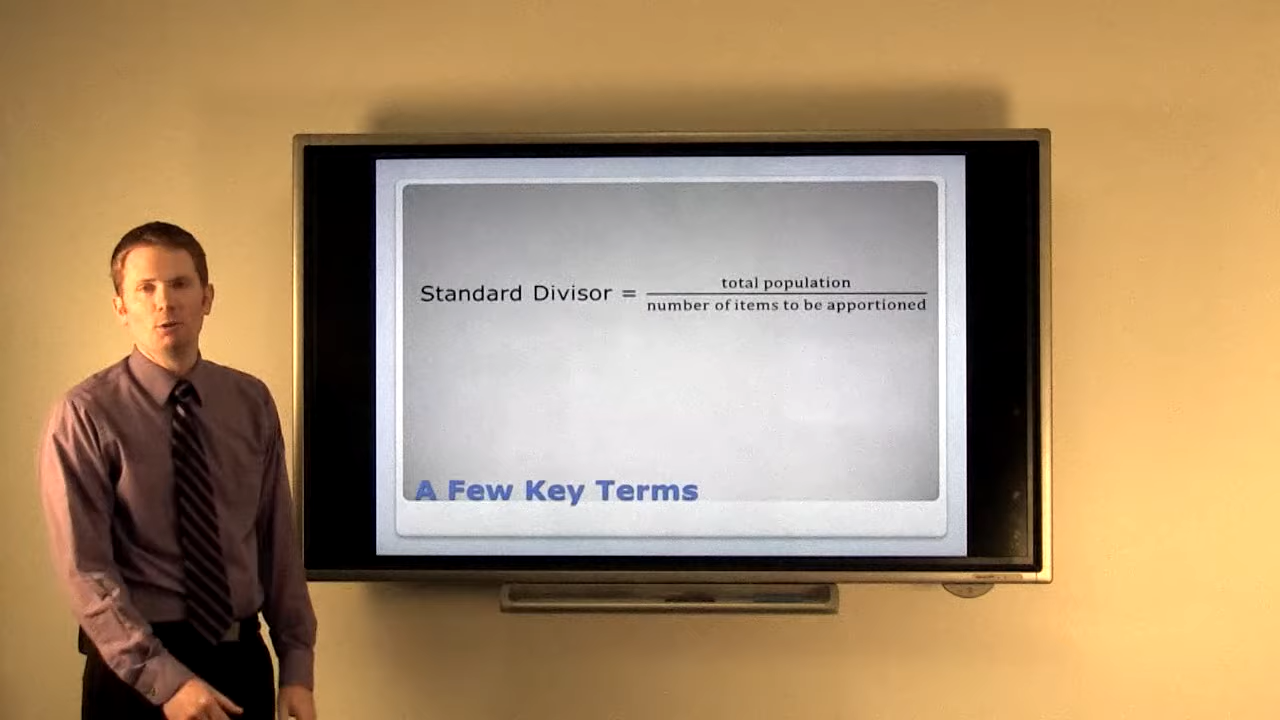 total population
Standard Divisor =
number of items to be apportioned
A Few Key Terms